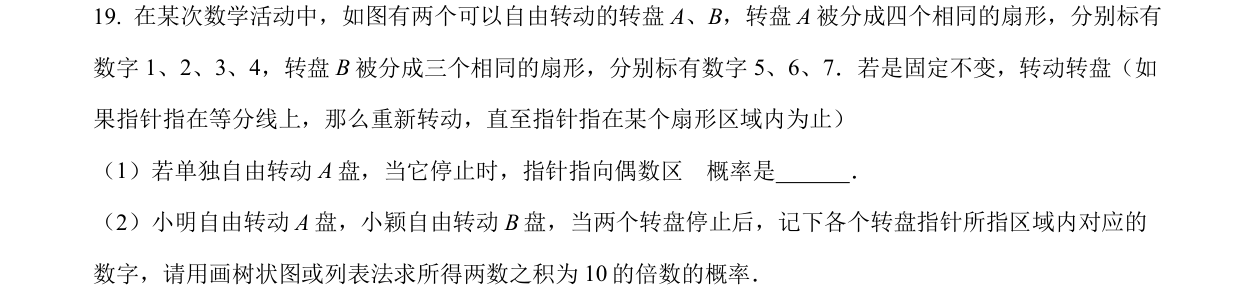 19. 在某次数学活动中，如图有两个可以自由转动的转盘 A、B，转盘 A 被分成四个相同的扇形，分别标有
数字 1、2、3、4，转盘 B 被分成三个相同的扇形，分别标有数字 5、6、7．若是固定不变，转动转盘（如
果指针指在等分线上，那么重新转动，直至指针指在某个扇形区域内为止）
（1）若单独自由转动 A 盘，当它停止时，指针指向偶数区 概率是______．
（2）小明自由转动 A 盘，小颖自由转动 B 盘，当两个转盘停止后，记下各个转盘指针所指区域内对应的
数字，请用画树状图或列表法求所得两数之积为 10 的倍数的概率．